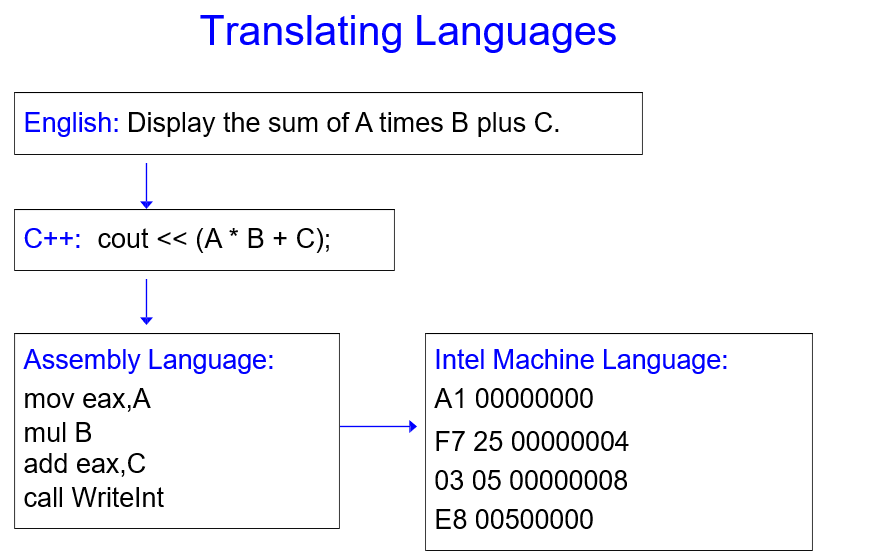 Translating Languages
English: Display the sum of A times B plus C.
C++: cout << (A * B + C);
Assembly Language:
mov eax,A
mul B
add eax,C
call WriteInt
Intel Machine Language:
A1 00000000
F7 25 00000004
03 05 00000008
E8 00500000